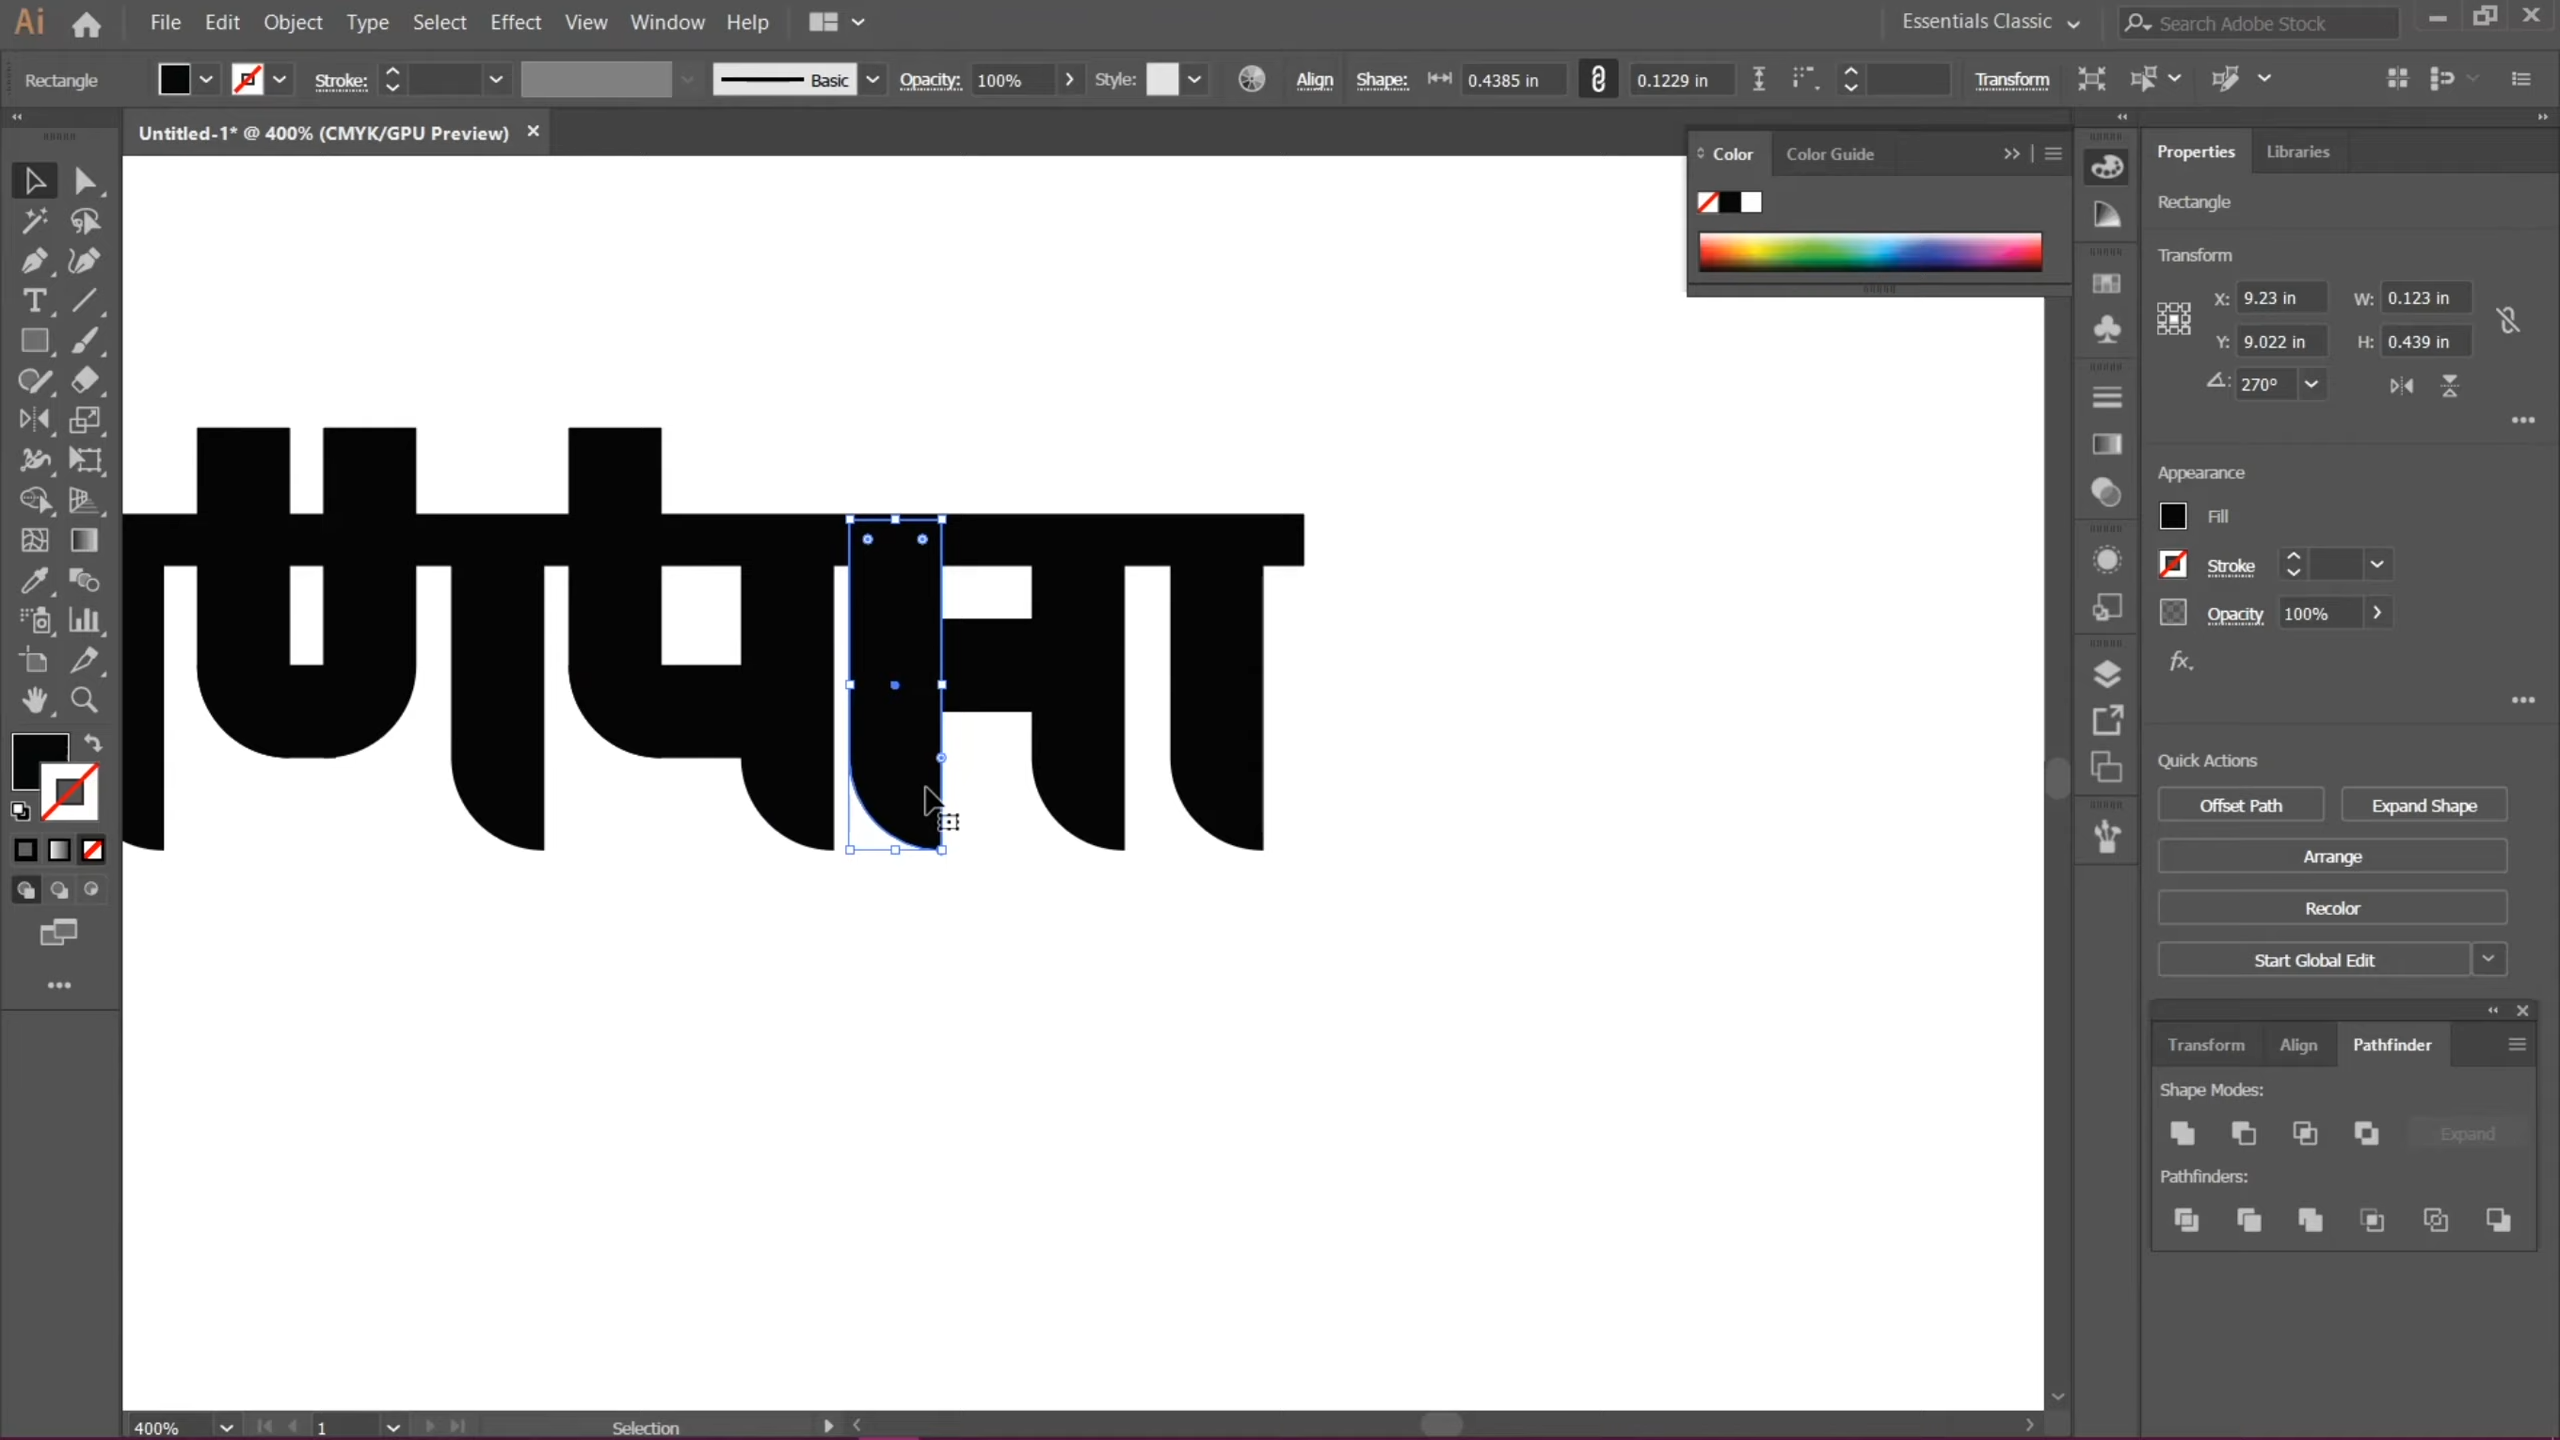 Ai File Edit Object Type Select Effect View Window Help Essentials Classic Search Adobe Stock
Rectangle Stroke: Basic Opacity: 100% Style: Align Shape: 0.4385 in 0.1229 in Transform
Untitled-1* @ 400% (CMYK/GPU Preview)
Color Color Guide
Properties Libraries
Rectangle
Transform
X: 9.23 in W: 0.123 in
Y: 9.022 in H: 0.439 in
270°
Appearance
Fill
Stroke
Opacity 100%
fx
Quick Actions
Offset Path Expand Shape
Arrange
Recolor
Start Global Edit
Transform Align Pathfinder
Shape Modes:
Expand
Pathfinders:
400% 1 Selection